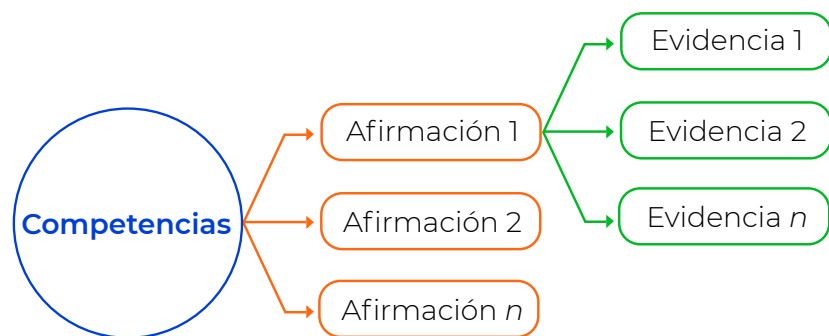 Competencias
Afirmación 1
Afirmación 2
Afirmación n
Evidencia 1
Evidencia 2
Evidencia n